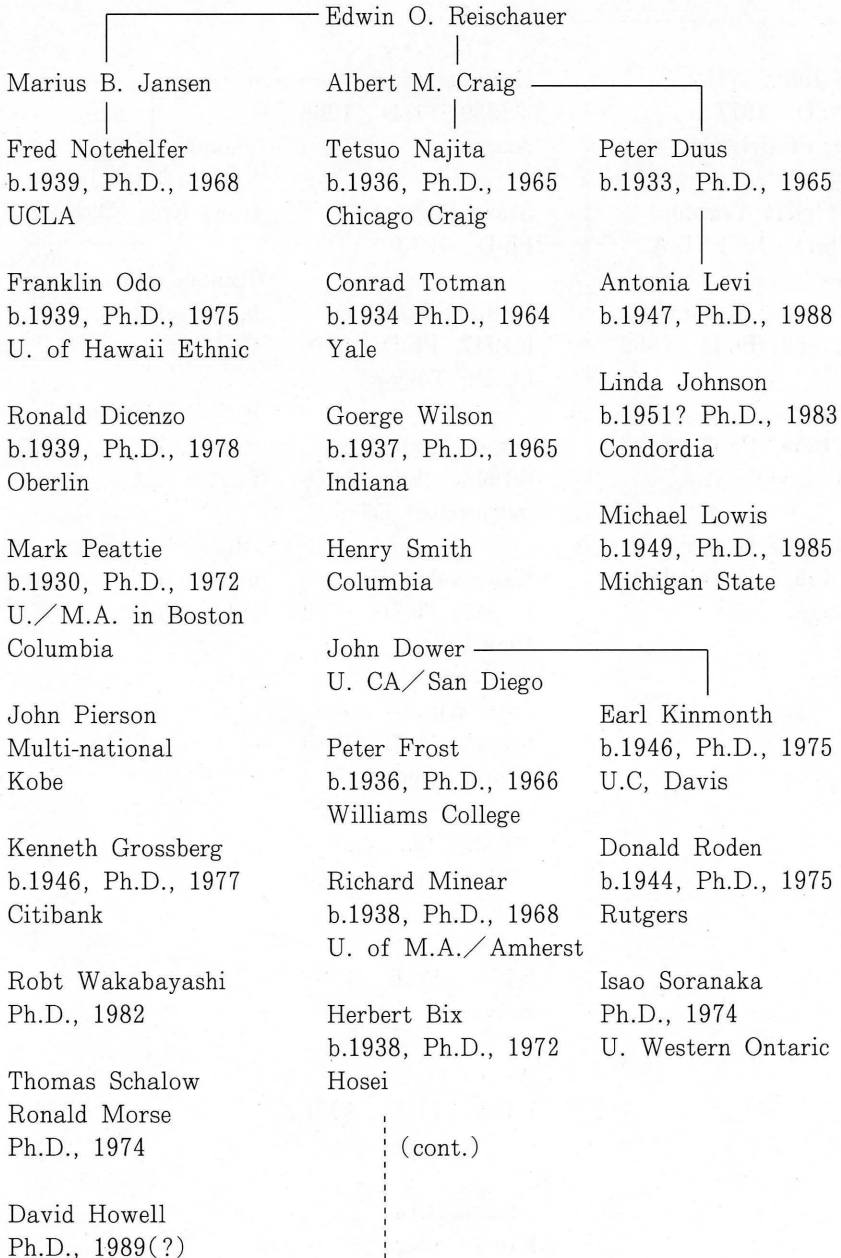 Edwin O. Reischauer
Marius B. Jansen
Fred Notehelfer
b.1939, Ph.D., 1968
UCLA
Franklin Odo
b.1939, Ph.D., 1975
U. of Hawaii Ethnic
Ronald Dicenzo
b.1939, Ph.D., 1978
Oberlin
Mark Peattie
b.1930, Ph.D., 1972
U.／M.A. in Boston
Columbia
John Pierson
Multi-national
Kobe
Kenneth Grossberg
b.1946, Ph.D., 1977
Citibank
Robt Wakabayashi
Ph.D., 1982
Thomas Schalow
Ronald Morse
Ph.D., 1974
David Howell
Ph.D., 1989(?)
Albert M. Craig
Tetsuo Najita
b.1936, Ph.D., 1965
Chicago Craig
Conrad Totman
b.1934 Ph.D., 1964
Yale
Goerge Wilson
b.1937, Ph.D., 1965
Indiana
Henry Smith
Columbia
John Dower
U. CA／San Diego
Peter Frost
b.1936, Ph.D., 1966
Williams College
Richard Minear
b.1938, Ph.D., 1968
U. of M.A.／Amherst
Herbert Bix
b.1938, Ph.D., 1972
Hosei
(cont.)
Peter Duus
b.1933, Ph.D., 1965
Antonia Levi
b.1947, Ph.D., 1988
Linda Johnson
b.1951? Ph.D., 1983
Condordia
Michael Lowis
b.1949, Ph.D., 1985
Michigan State
Earl Kinmonth
b.1946, Ph.D., 1975
U.C, Davis
Donald Roden
b.1944, Ph.D., 1975
Rutgers
Isao Soranaka
Ph.D., 1974
U. Western Ontaric